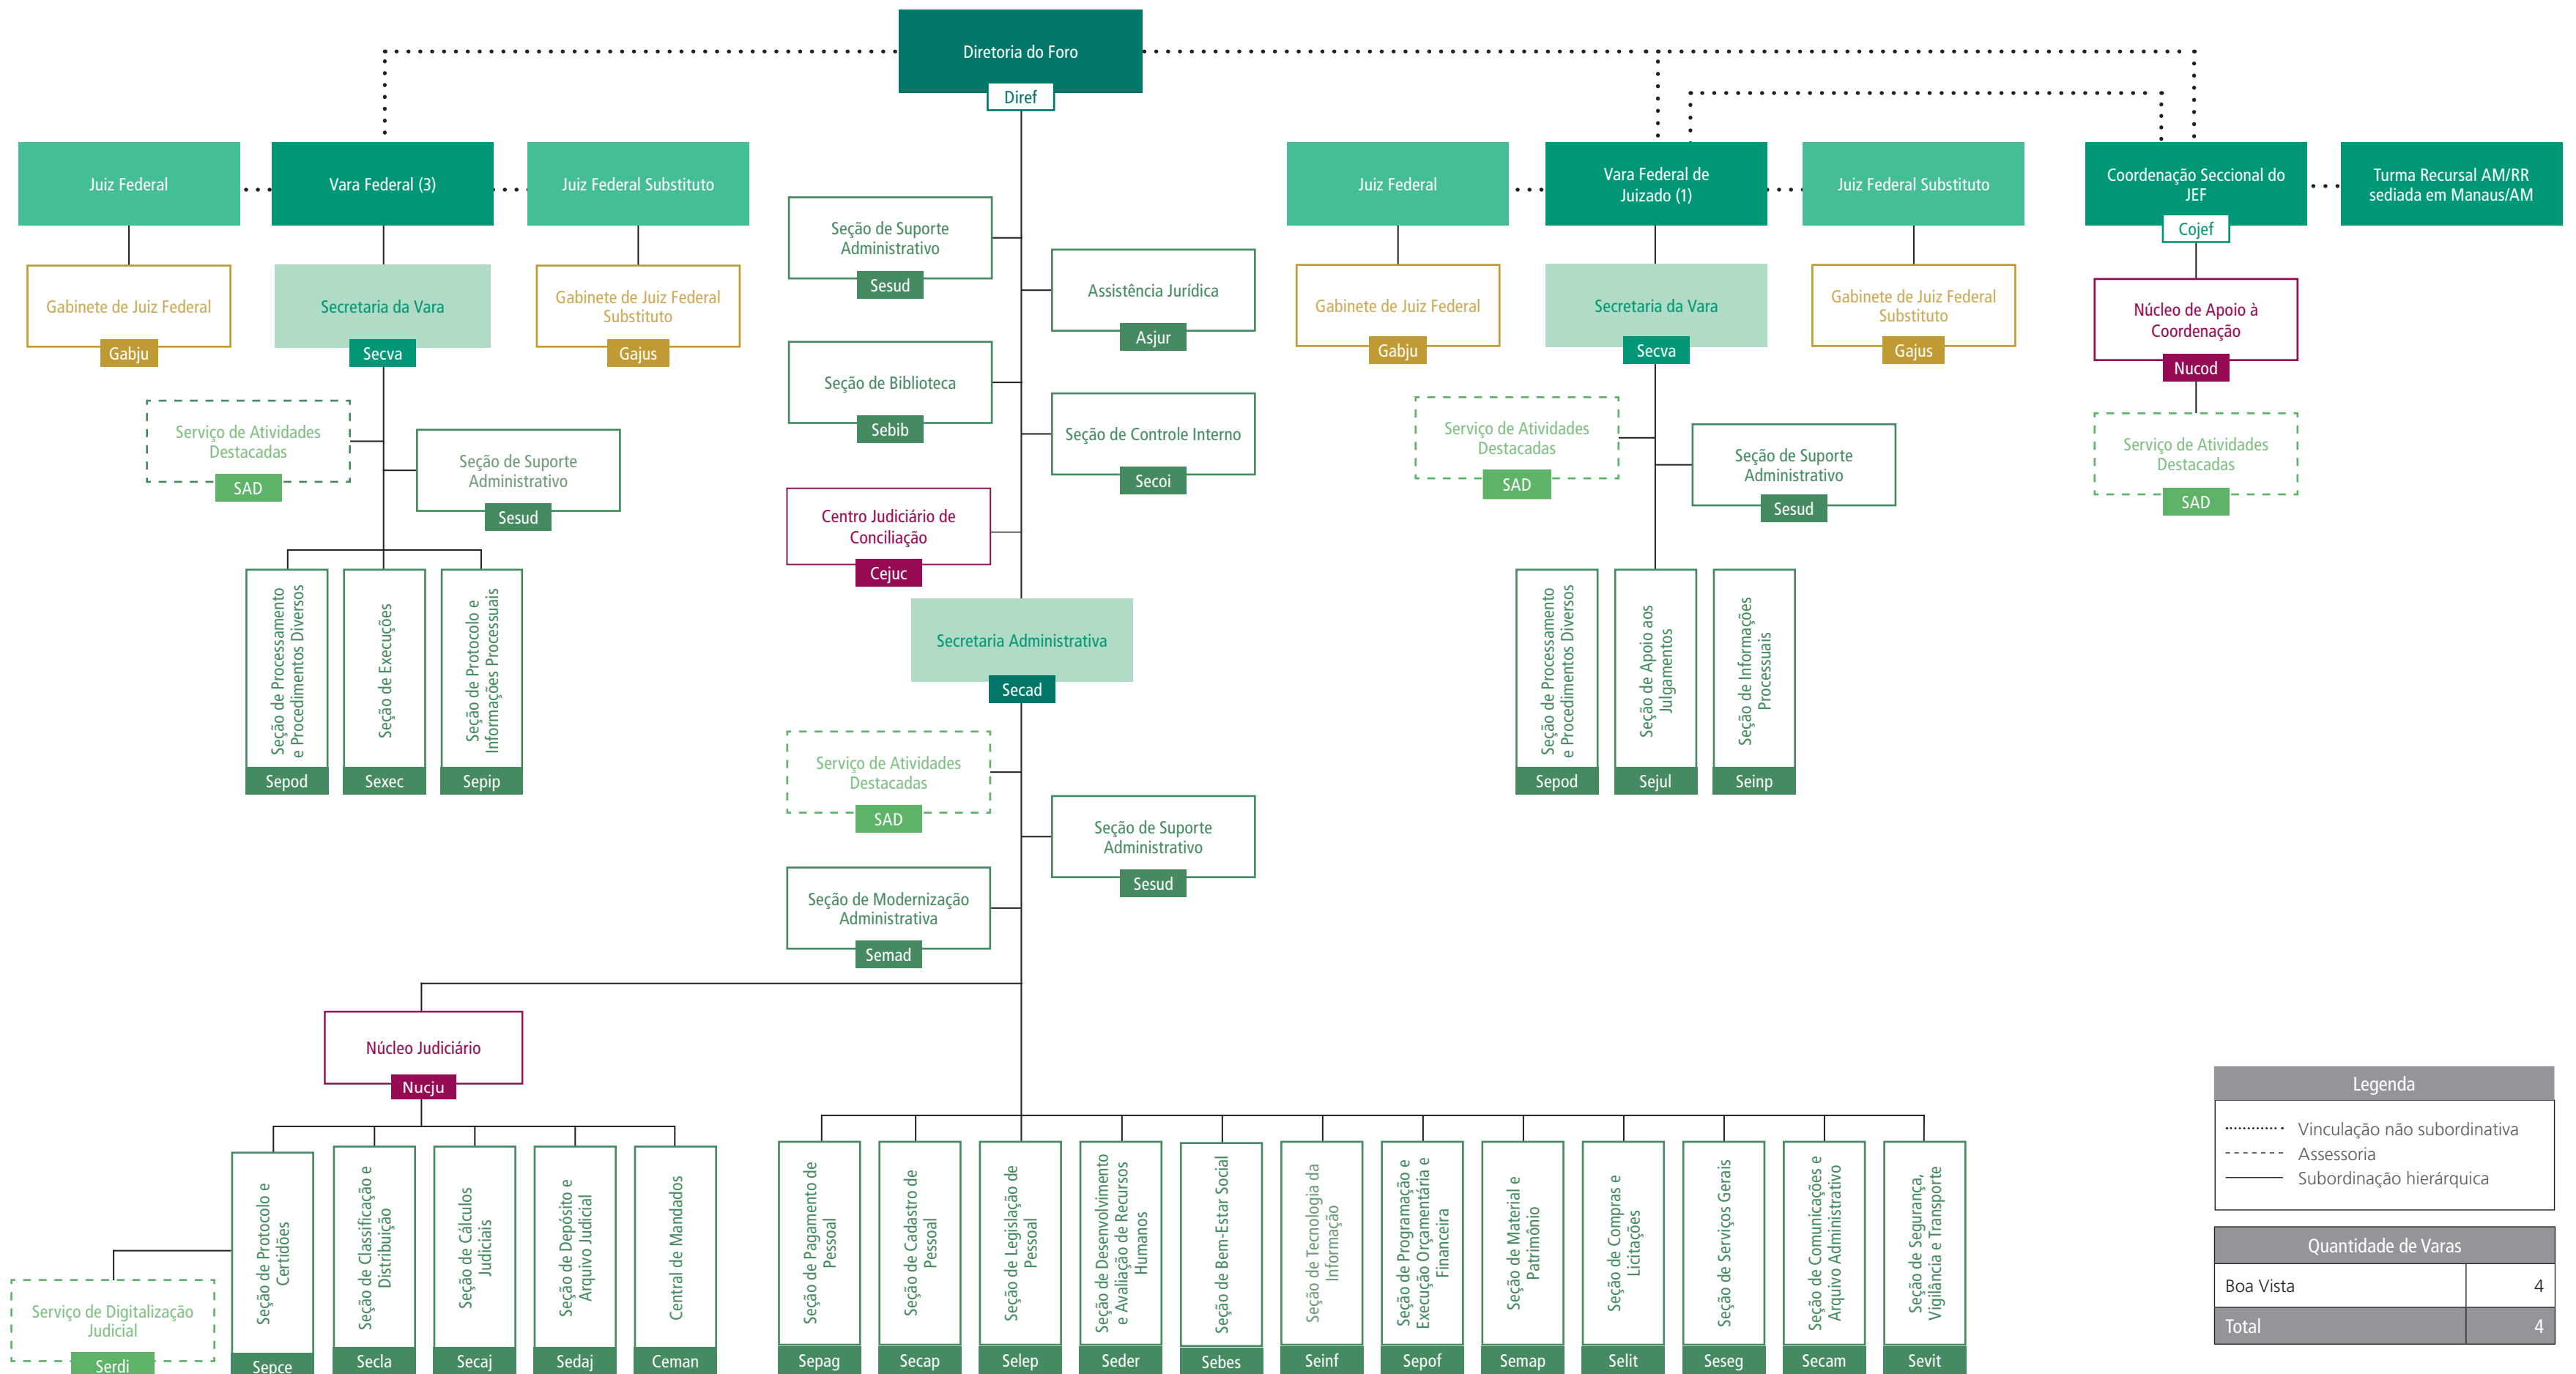 Diretoria do Foro
Diref
Juiz Federal
Vara Federal (3)
Juiz Federal Substituto
Gabinete de Juiz Federal
Gabju
Secretaria da Vara
Secva
Gabinete de Juiz Federal
Substituto
Gajus
Serviço de Atividades
Destacadas
SAD
Seção de Suporte
Administrativo
Sesud
Seção de Processamento
e Procedimentos Diversos
Sepod
Seção de Execuções
Sexec
Seção de Protocolo e
Informações Processuais
Sepip
Seção de Suporte
Administrativo
Sesud
Assistência Jurídica
Asjur
Seção de Biblioteca
Sebib
Seção de Controle Interno
Secoi
Centro Judiciário de
Conciliação
Cejuc
Secretaria Administrativa
Secad
Serviço de Atividades
Destacadas
SAD
Seção de Suporte
Administrativo
Sesud
Seção de Modernização
Administrativa
Semad
Juiz Federal
Vara Federal de
Juizado (1)
Juiz Federal Substituto
Gabinete de Juiz Federal
Gabju
Secretaria da Vara
Secva
Gabinete de Juiz Federal
Substituto
Gajus
Serviço de Atividades
Destacadas
SAD
Seção de Suporte
Administrativo
Sesud
Seção de Processamento
e Procedimentos Diversos
Sepod
Seção de Apoio aos
Julgamentos
Sejul
Seção de Informações
Processuais
Seinp
Coordenação Seccional do
JEF
Cojef
Turma Recursal AM/RR
sediada em Manaus/AM
Núcleo de Apoio à
Coordenação
Nucod
Serviço de Atividades
Destacadas
SAD
Núcleo Judiciário
Nucju
Serviço de Digitalização
Judicial
Serdi
Seção de Protocolo e
Certidões
Sepce
Seção de Classificação e
Distribuição
Secla
Seção de Cálculos
Judiciais
Secaj
Seção de Depósito e
Arquivo Judicial
Sedaj
Central de Mandados
Ceman
Seção de Pagamento de
Pessoal
Sepag
Seção de Cadastro de
Pessoal
Secap
Seção de Legislação de
Pessoal
Selep
Seção de Desenvolvimento
e Avaliação de Recursos
Humanos
Seder
Seção de Bem-Estar Social
Sebes
Seção de Tecnologia da
Informação
Seinf
Seção de Programação e
Execução Orçamentária e
Financeira
Sepof
Seção de Material e
Patrimônio
Semap
Seção de Compras e
Licitações
Selit
Seção de Serviços Gerais
Seseg
Seção de Comunicações e
Arquivo Administrativo
Secam
Seção de Segurança,
Vigilância e Transporte
Sevit
Legenda
Vinculação não subordinativa
Assessoria
Subordinação hierárquica
Quantidade de Varas
Boa Vista 4
Total 4